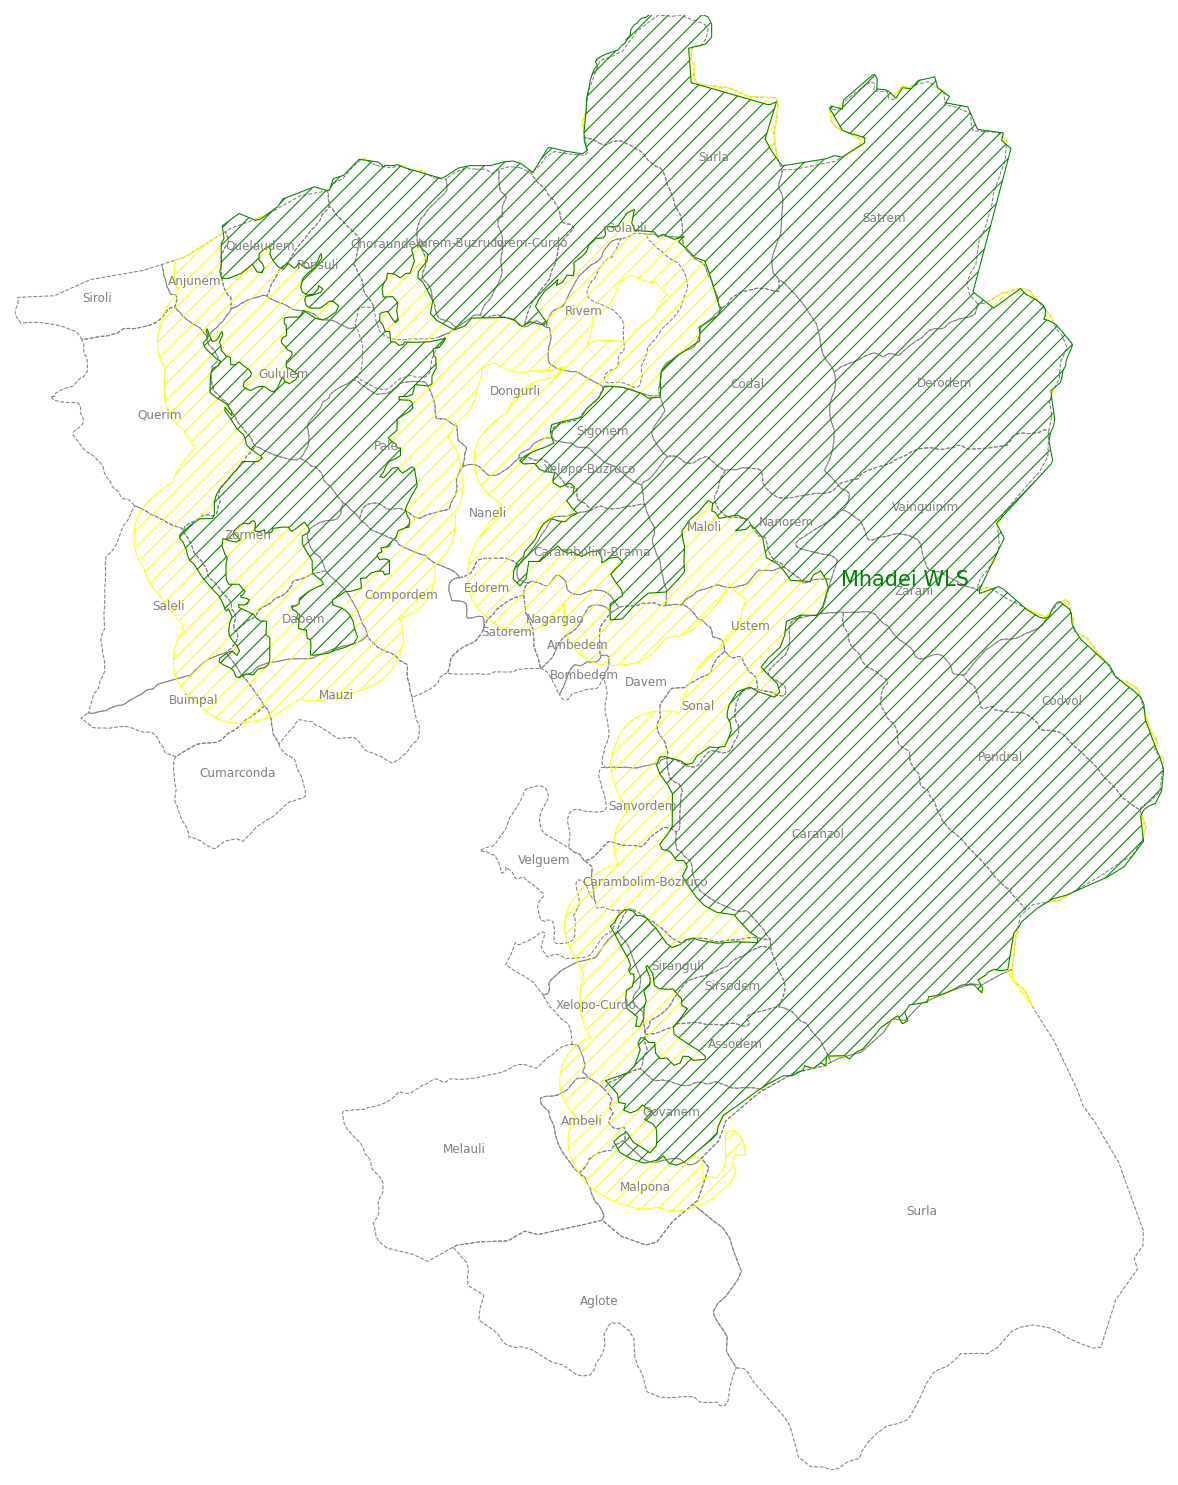 Surla
Satrem
Golauli
Quelaudem
Choraundem
Ivrem-Buzruco
Ivrem-Curdo
Ponsuli
Anjunem
Siroli
Rivem
Gululem
Dongurli
Codal
Derodem
Querim
Sigonem
Pale
Xelopo-Buzruco
Vainguinim
Naneli
Maloli
Nanorem
Zormen
Carambolim-Brama
Mhadei WLS
Edorem
Zarani
Compordem
Saleli
Dabem
Nagargao
Ustem
Satorem
Ambedem
Bombedem
Davem
Mauzi
Buimpal
Sonal
Codvol
Pendral
Cumarconda
Sanvordem
Caranzol
Velguem
Carambolim-Bozruco
Siranguli
Sirsodem
Xelopo-Curdo
Assodem
Govanem
Ambeli
Melauli
Malpona
Surla
Aglote